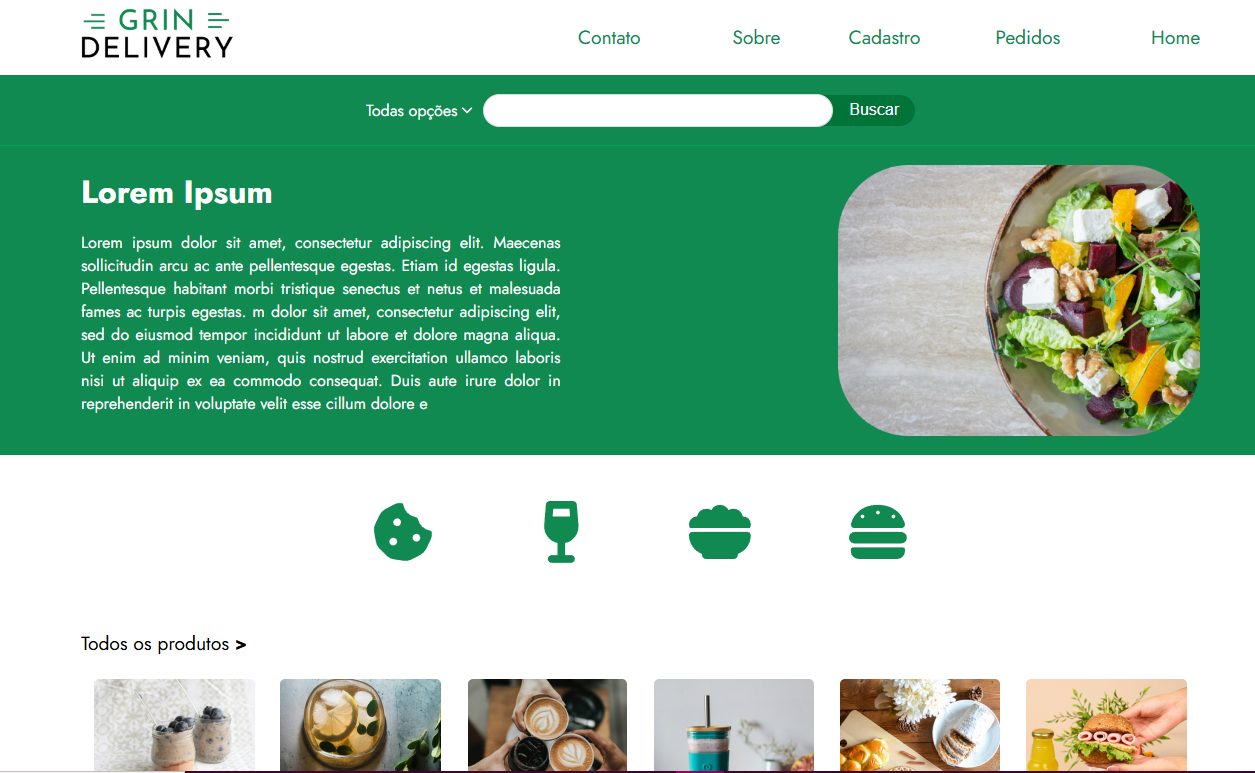 GRIN
DELIVERY
Contato
Sobre
Cadastro
Pedidos
Home
Todas opções
Buscar
Lorem Ipsum
Lorem ipsum dolor sit amet, consectetur adipiscing elit. Maecenas
sollicitudin arcu ac ante pellentesque egestas. Etiam id egestas ligula.
Pellentesque habitant morbi tristique senectus et netus et malesuada
fames ac turpis egestas. m dolor sit amet, consectetur adipiscing elit,
sed do eiusmod tempor incididunt ut labore et dolore magna aliqua.
Ut enim ad minim veniam, quis nostrud exercitation ullamco laboris
nisi ut aliquip ex ea commodo consequat. Duis aute irure dolor in
reprehenderit in voluptate velit esse cillum dolore e
Todos os produtos >